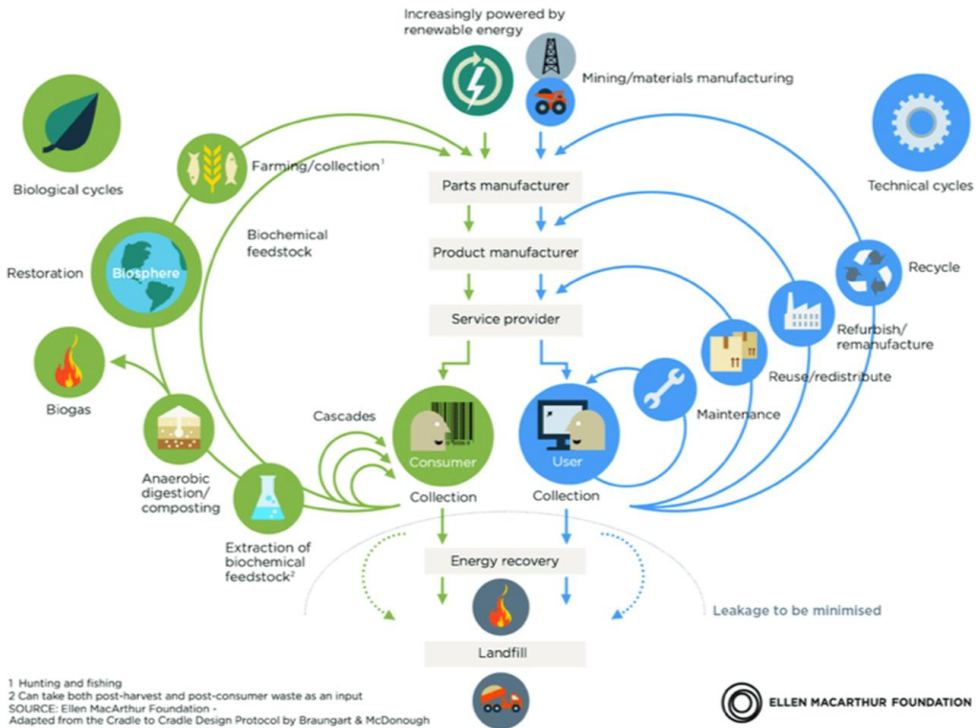 Increasingly powered by
renewable energy
Mining/materials manufacturing
Biological cycles
Technical cycles
Farming/collection¹
Parts manufacturer
Biochemical
feedstock
Product manufacturer
Restoration
Biosphere
Recycle
Service provider
Refurbish/
remanufacture
Biogas
Reuse/redistribute
Cascades
Maintenance
Consumer
User
Anaerobic
digestion/
composting
Collection
Collection
Extraction of
biochemical
feedstock²
Energy recovery
Leakage to be minimised
Landfill
1 Hunting and fishing
2 Can take both post-harvest and post-consumer waste as an input
SOURCE: Ellen MacArthur Foundation -
Adapted from the Cradle to Cradle Design Protocol by Braungart & McDonough
ELLEN MACARTHUR FOUNDATION